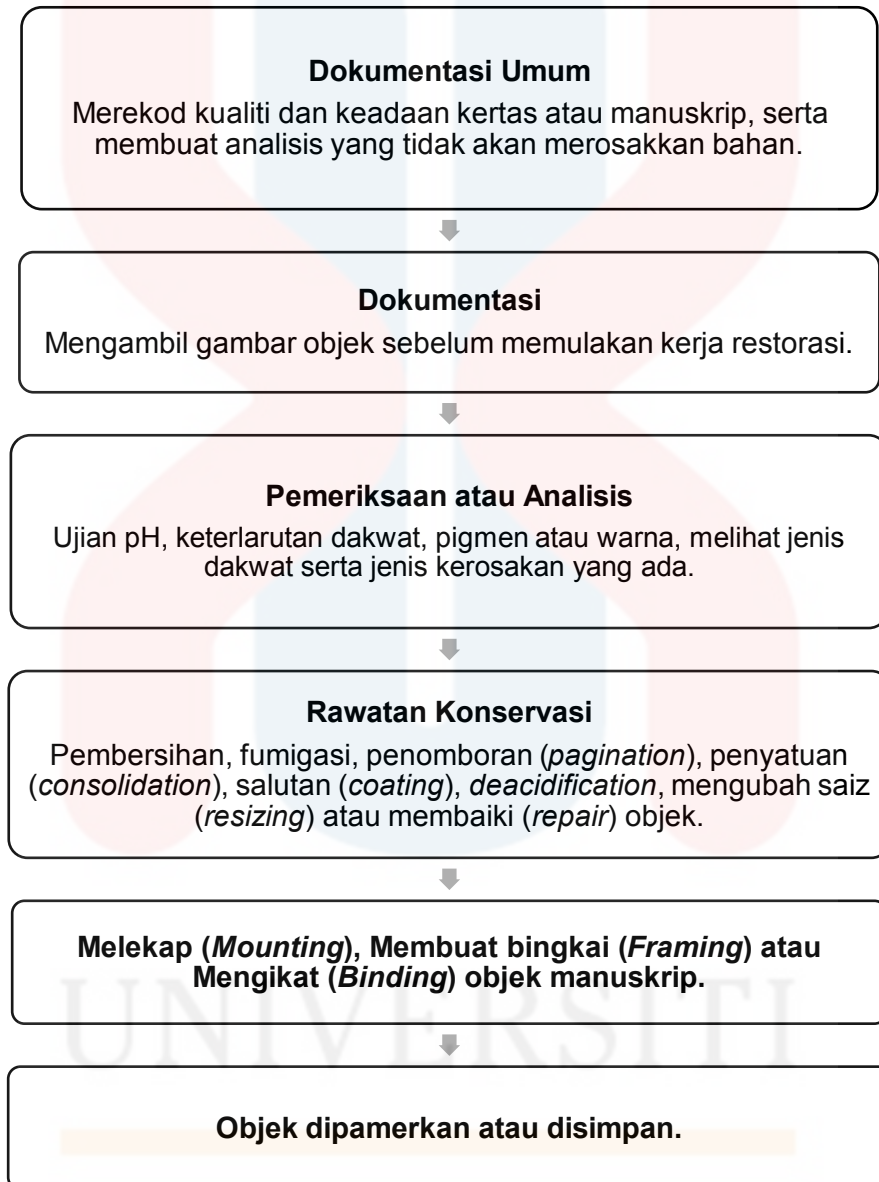 Dokumentasi Umum
Merekod kualiti dan keadaan kertas atau manuskrip, serta
membuat analisis yang tidak akan merosakkan bahan.
Dokumentasi
Mengambil gambar objek sebelum memulakan kerja restorasi.
Pemeriksaan atau Analisis
Ujian pH, keterlarutan dakwat, pigmen atau warna, melihat jenis
dakwat serta jenis kerosakan yang ada.
Rawatan Konservasi
Pembersihan, fumigasi, penomboran (pagination), penyatuan
(consolidation), salutan (coating), deacidification, mengubah saiz
(resizing) atau membaiki (repair) objek.
Melekap (Mounting), Membuat bingkai (Framing) atau
Mengikat (Binding) objek manuskrip.
UNIVERSITI
Objek dipamerkan atau disimpan.